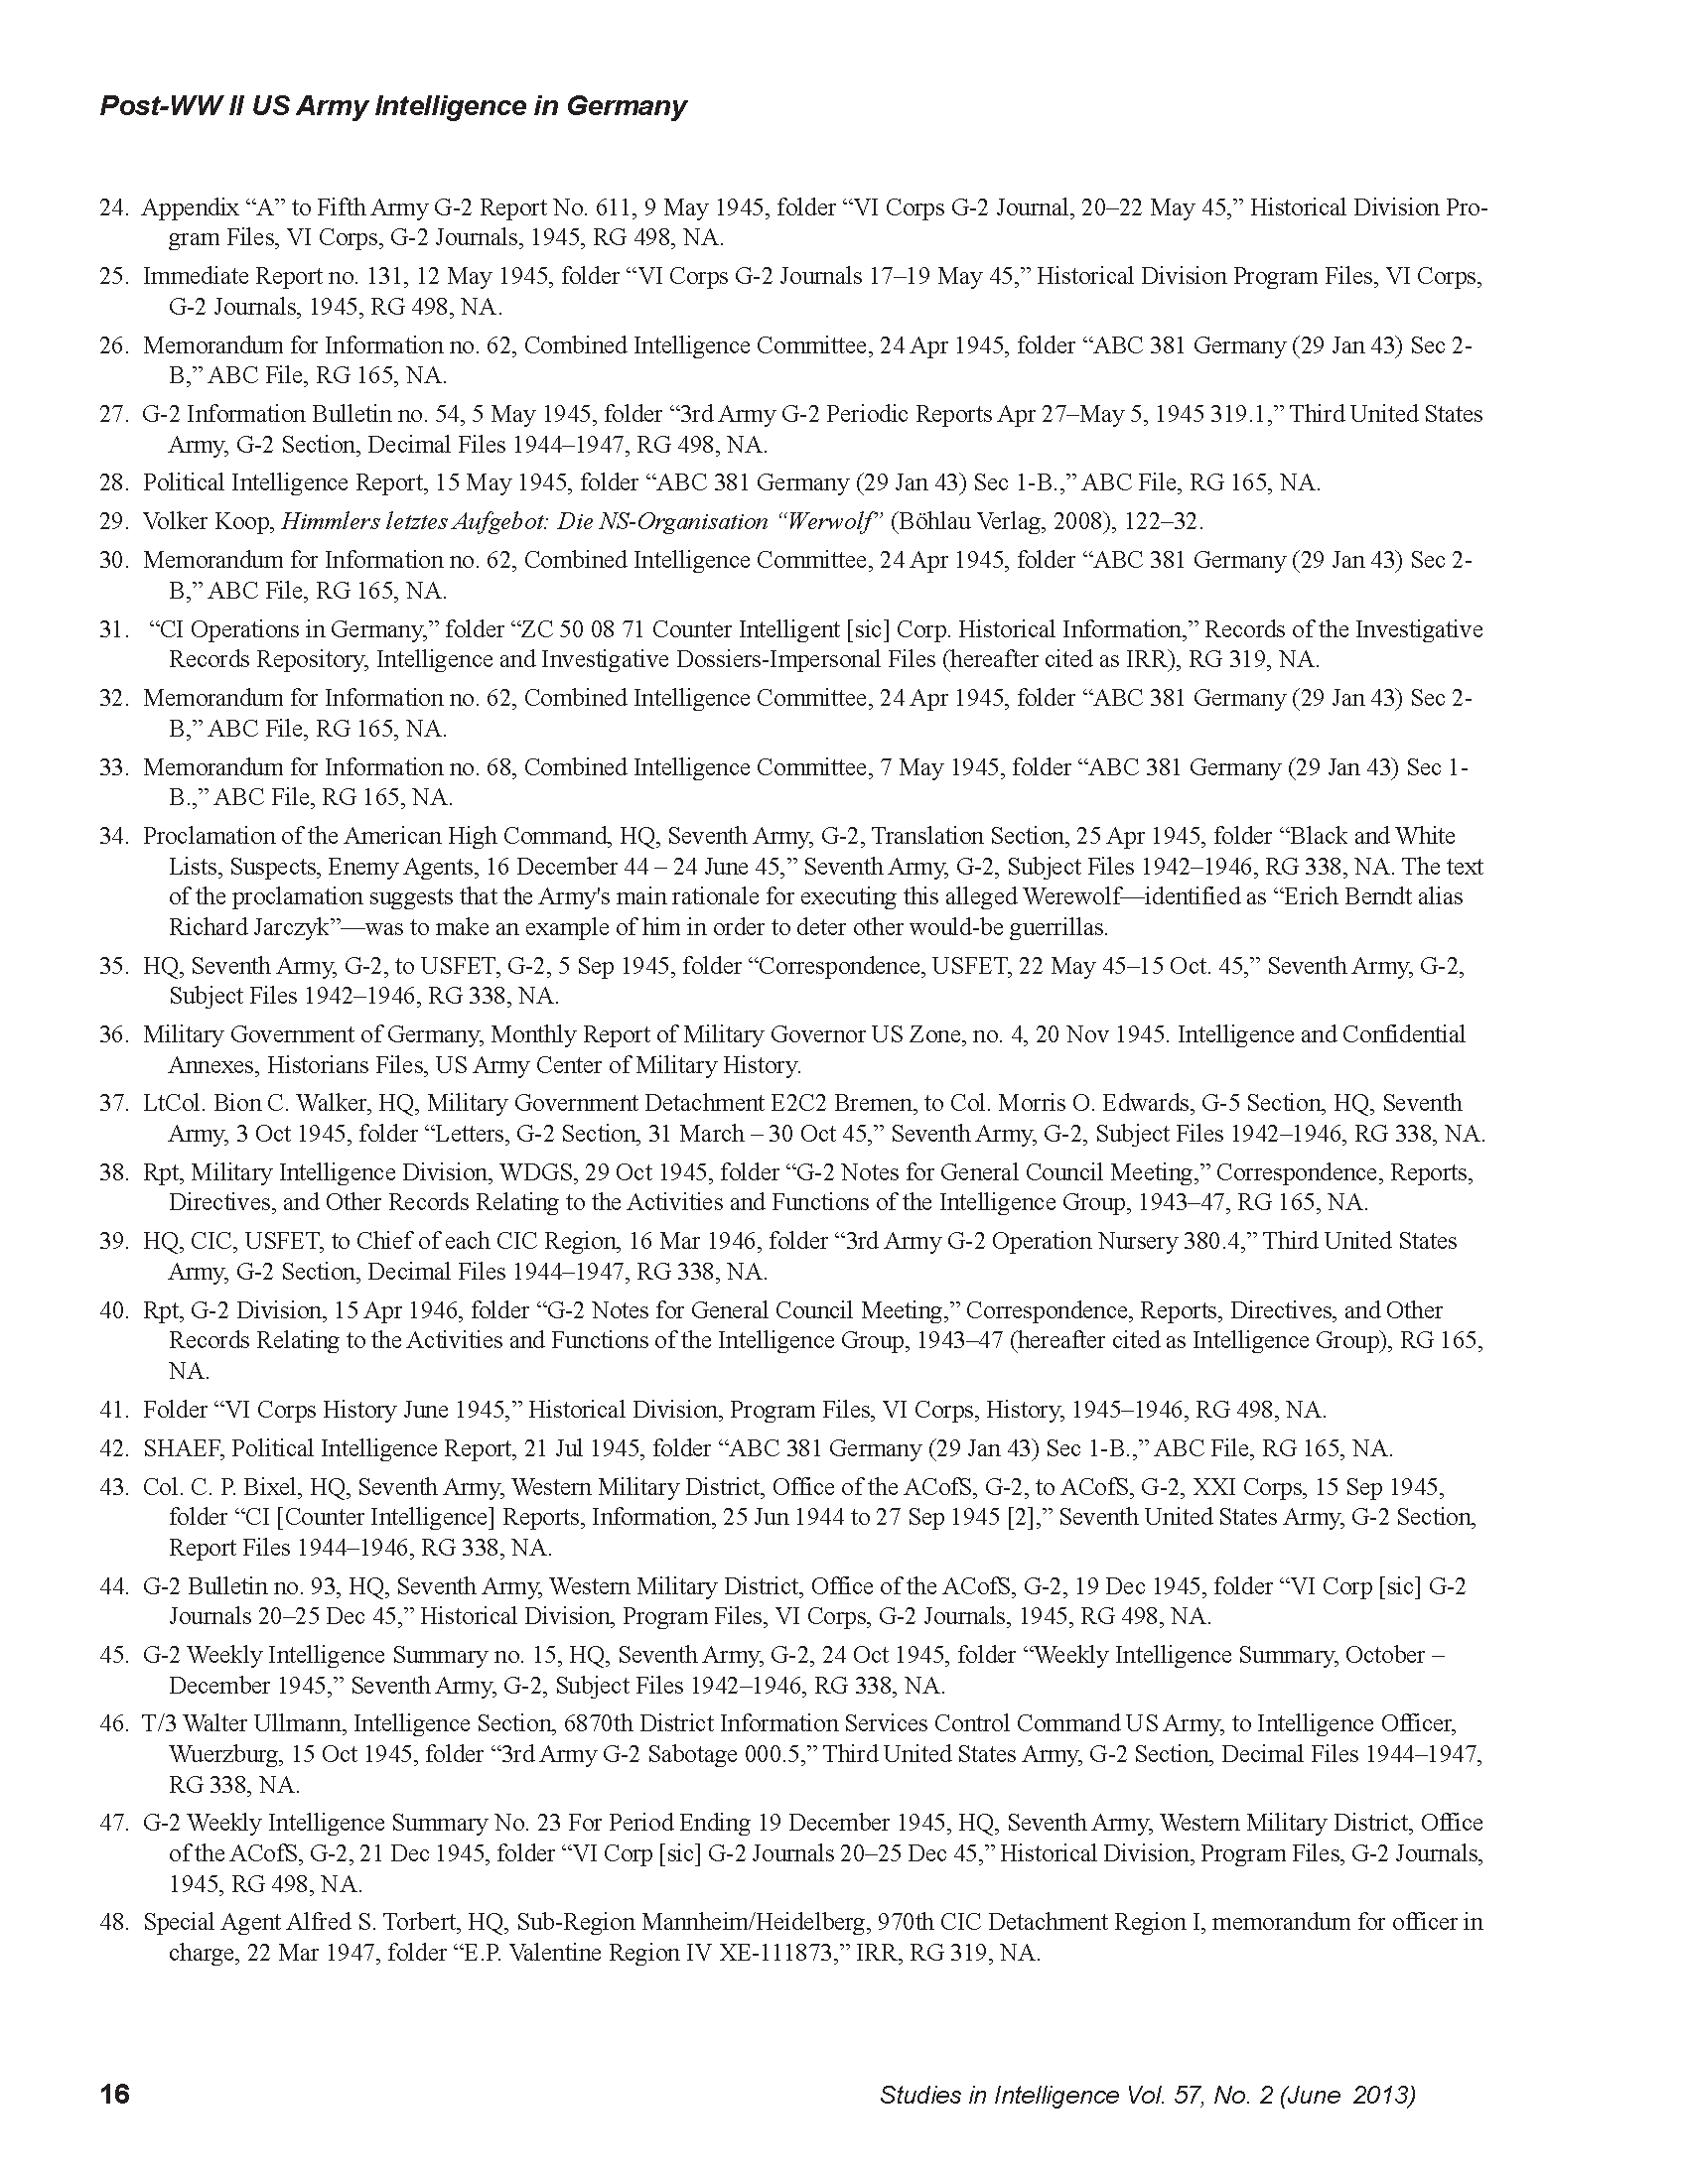 Post-WW II US Army Intelligence in Germany
24. Appendix “A” to Fifth Army G-2 Report No. 611, 9 May 1945, folder “VI Corps G-2 Journal, 20–22 May 45,” Historical Division Pro-
gram Files, VI Corps, G-2 Journals, 1945, RG 498, NA.
25. Immediate Report no. 131, 12 May 1945, folder “VI Corps G-2 Journals 17–19 May 45,” Historical Division Program Files, VI Corps,
G-2 Journals, 1945, RG 498, NA.
26. Memorandum for Information no. 62, Combined Intelligence Committee, 24 Apr 1945, folder “ABC 381 Germany (29 Jan 43) Sec 2-
B,” ABC File, RG 165, NA.
27. G-2 Information Bulletin no. 54, 5 May 1945, folder “3rd Army G-2 Periodic Reports Apr 27–May 5, 1945 319.1,” Third United States
Army, G-2 Section, Decimal Files 1944–1947, RG 498, NA.
28. Political Intelligence Report, 15 May 1945, folder “ABC 381 Germany (29 Jan 43) Sec 1-B.,” ABC File, RG 165, NA.
29. Volker Koop, Himmlers letztes Aufgebot: Die NS-Organisation “Werwolf” (Böhlau Verlag, 2008), 122–32.
30. Memorandum for Information no. 62, Combined Intelligence Committee, 24 Apr 1945, folder “ABC 381 Germany (29 Jan 43) Sec 2-
B,” ABC File, RG 165, NA.
31. “CI Operations in Germany,” folder “ZC 50 08 71 Counter Intelligent [sic] Corp. Historical Information,” Records of the Investigative
Records Repository, Intelligence and Investigative Dossiers-Impersonal Files (hereafter cited as IRR), RG 319, NA.
32. Memorandum for Information no. 62, Combined Intelligence Committee, 24 Apr 1945, folder “ABC 381 Germany (29 Jan 43) Sec 2-
B,” ABC File, RG 165, NA.
33. Memorandum for Information no. 68, Combined Intelligence Committee, 7 May 1945, folder “ABC 381 Germany (29 Jan 43) Sec 1-
B.,” ABC File, RG 165, NA.
34. Proclamation of the American High Command, HQ, Seventh Army, G-2, Translation Section, 25 Apr 1945, folder “Black and White
Lists, Suspects, Enemy Agents, 16 December 44 – 24 June 45,” Seventh Army, G-2, Subject Files 1942–1946, RG 338, NA. The text
of the proclamation suggests that the Army's main rationale for executing this alleged Werewolf—identified as “Erich Berndt alias
Richard Jarczyk”—was to make an example of him in order to deter other would-be guerrillas.
35. HQ, Seventh Army, G-2, to USFET, G-2, 5 Sep 1945, folder “Correspondence, USFET, 22 May 45–15 Oct. 45,” Seventh Army, G-2,
Subject Files 1942–1946, RG 338, NA.
36. Military Government of Germany, Monthly Report of Military Governor US Zone, no. 4, 20 Nov 1945. Intelligence and Confidential
Annexes, Historians Files, US Army Center of Military History.
37. LtCol. Bion C. Walker, HQ, Military Government Detachment E2C2 Bremen, to Col. Morris O. Edwards, G-5 Section, HQ, Seventh
Army, 3 Oct 1945, folder “Letters, G-2 Section, 31 March – 30 Oct 45,” Seventh Army, G-2, Subject Files 1942–1946, RG 338, NA.
38. Rpt, Military Intelligence Division, WDGS, 29 Oct 1945, folder “G-2 Notes for General Council Meeting,” Correspondence, Reports,
Directives, and Other Records Relating to the Activities and Functions of the Intelligence Group, 1943–47, RG 165, NA.
39. HQ, CIC, USFET, to Chief of each CIC Region, 16 Mar 1946, folder “3rd Army G-2 Operation Nursery 380.4,” Third United States
Army, G-2 Section, Decimal Files 1944–1947, RG 338, NA.
40. Rpt, G-2 Division, 15 Apr 1946, folder “G-2 Notes for General Council Meeting,” Correspondence, Reports, Directives, and Other
Records Relating to the Activities and Functions of the Intelligence Group, 1943–47 (hereafter cited as Intelligence Group), RG 165,
NA.
41. Folder “VI Corps History June 1945,” Historical Division, Program Files, VI Corps, History, 1945–1946, RG 498, NA.
42. SHAEF, Political Intelligence Report, 21 Jul 1945, folder “ABC 381 Germany (29 Jan 43) Sec 1-B.,” ABC File, RG 165, NA.
43. Col. C. P. Bixel, HQ, Seventh Army, Western Military District, Office of the ACofS, G-2, to ACofS, G-2, XXI Corps, 15 Sep 1945,
folder “CI [Counter Intelligence] Reports, Information, 25 Jun 1944 to 27 Sep 1945 [2],” Seventh United States Army, G-2 Section,
Report Files 1944–1946, RG 338, NA.
44. G-2 Bulletin no. 93, HQ, Seventh Army, Western Military District, Office of the ACofS, G-2, 19 Dec 1945, folder “VI Corp [sic] G-2
Journals 20–25 Dec 45,” Historical Division, Program Files, VI Corps, G-2 Journals, 1945, RG 498, NA.
45. G-2 Weekly Intelligence Summary no. 15, HQ, Seventh Army, G-2, 24 Oct 1945, folder “Weekly Intelligence Summary, October –
December 1945,” Seventh Army, G-2, Subject Files 1942–1946, RG 338, NA.
46. T/3 Walter Ullmann, Intelligence Section, 6870th District Information Services Control Command US Army, to Intelligence Officer,
Wuerzburg, 15 Oct 1945, folder “3rd Army G-2 Sabotage 000.5,” Third United States Army, G-2 Section, Decimal Files 1944–1947,
RG 338, NA.
47. G-2 Weekly Intelligence Summary No. 23 For Period Ending 19 December 1945, HQ, Seventh Army, Western Military District, Office
of the ACofS, G-2, 21 Dec 1945, folder “VI Corp [sic] G-2 Journals 20–25 Dec 45,” Historical Division, Program Files, G-2 Journals,
1945, RG 498, NA.
48. Special Agent Alfred S. Torbert, HQ, Sub-Region Mannheim/Heidelberg, 970th CIC Detachment Region I, memorandum for officer in
charge, 22 Mar 1947, folder “E.P. Valentine Region IV XE-111873,” IRR, RG 319, NA.
16
Studies in Intelligence Vol. 57, No. 2 (June 2013)